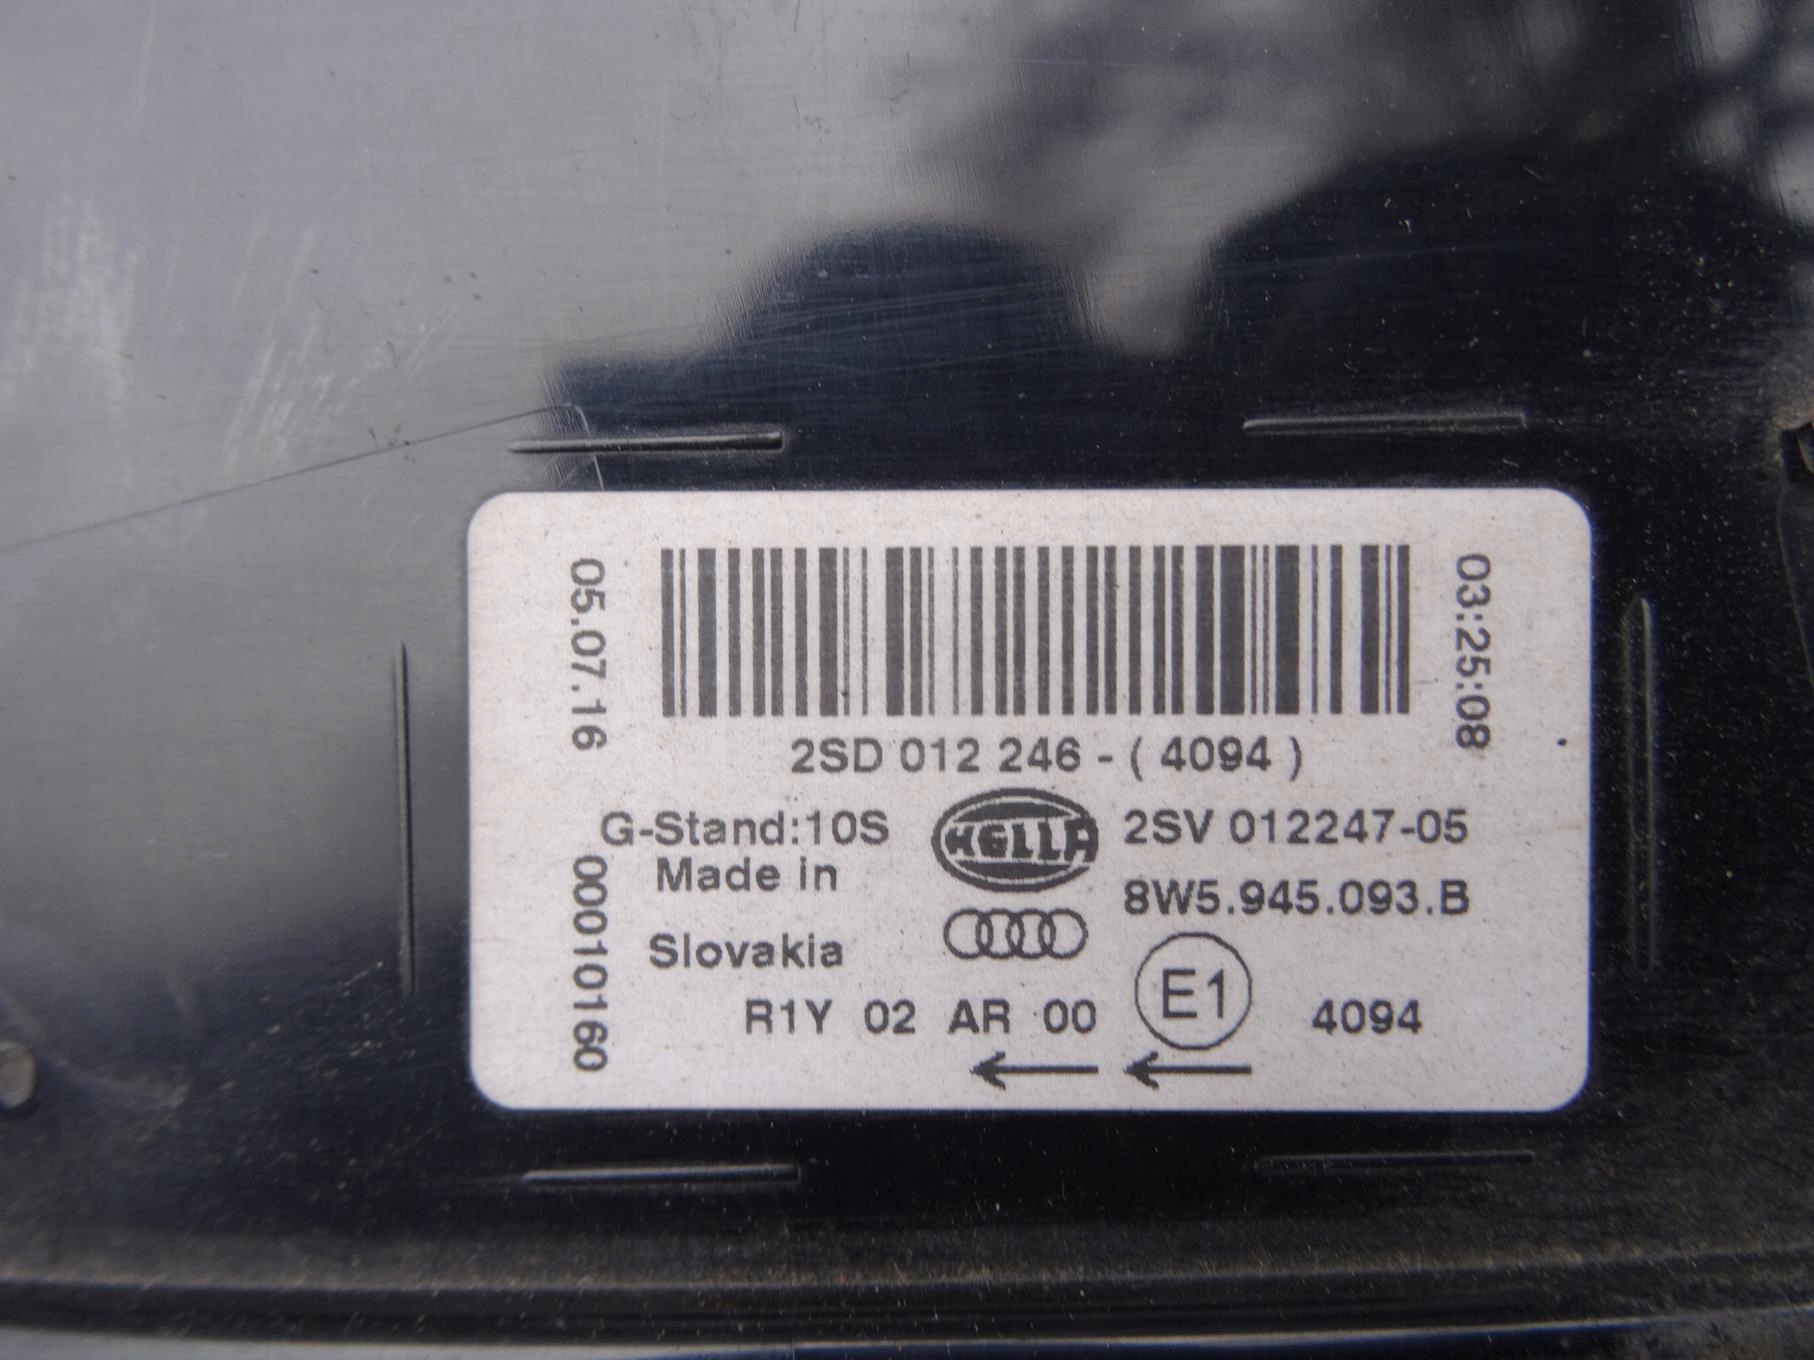 05.07.16
03:25:08
2SD 012 246 - ( 4094 )
G-Stand:10S
HELLA
2SV 012247-05
Made in
8W5.945.093.B
Slovakia
00010160
R1Y 02 AR 00
E1
4094